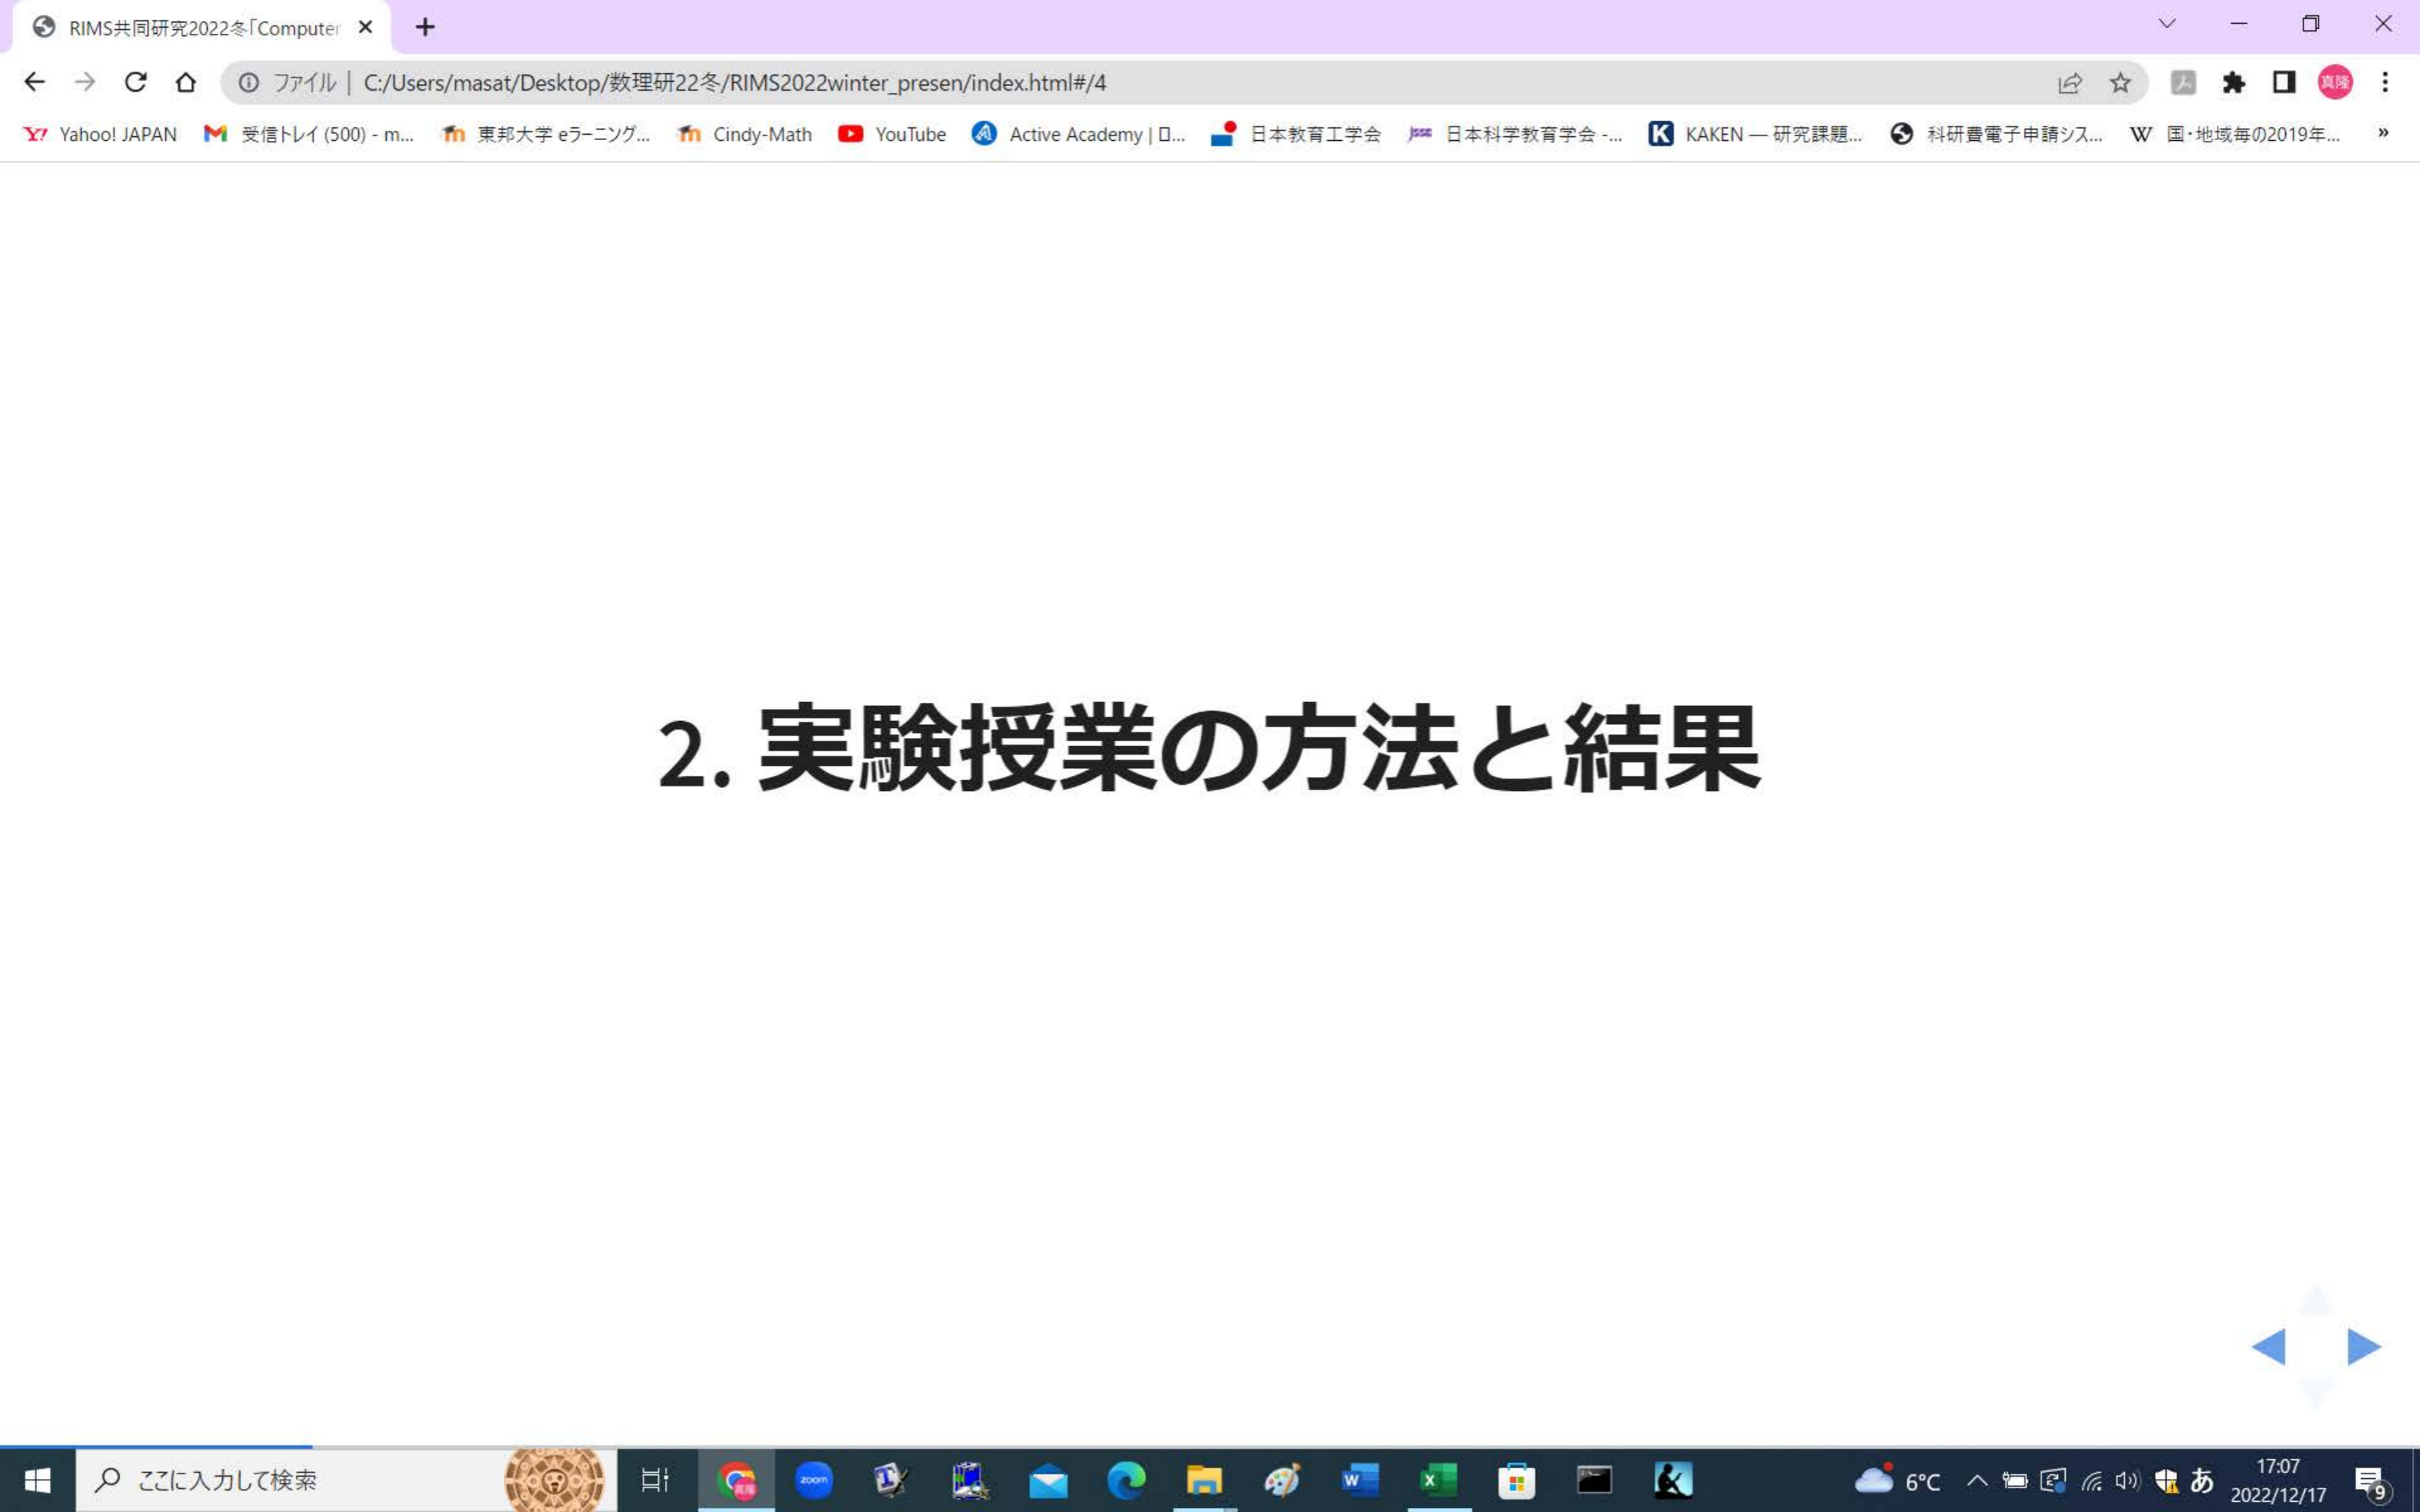 RIMS共同研究2022冬「Computer
ファイル | C:/Users/masat/Desktop/数理研22冬/RIMS2022winter_presen/index.html#/4
真隆
Yahoo! JAPAN 受信トレイ (500) - m... 東邦大学 eラーニング... Cindy-Math YouTube Active Academy | ロ... 日本教育工学会 日本科学教育学会 -... KAKEN — 研究課題... 科研費電子申請シス... 国・地域毎の2019年... »
2. 実験授業の方法と結果
ここに入力して検索
zoom
6°C
あ
17:07
2022/12/17
9